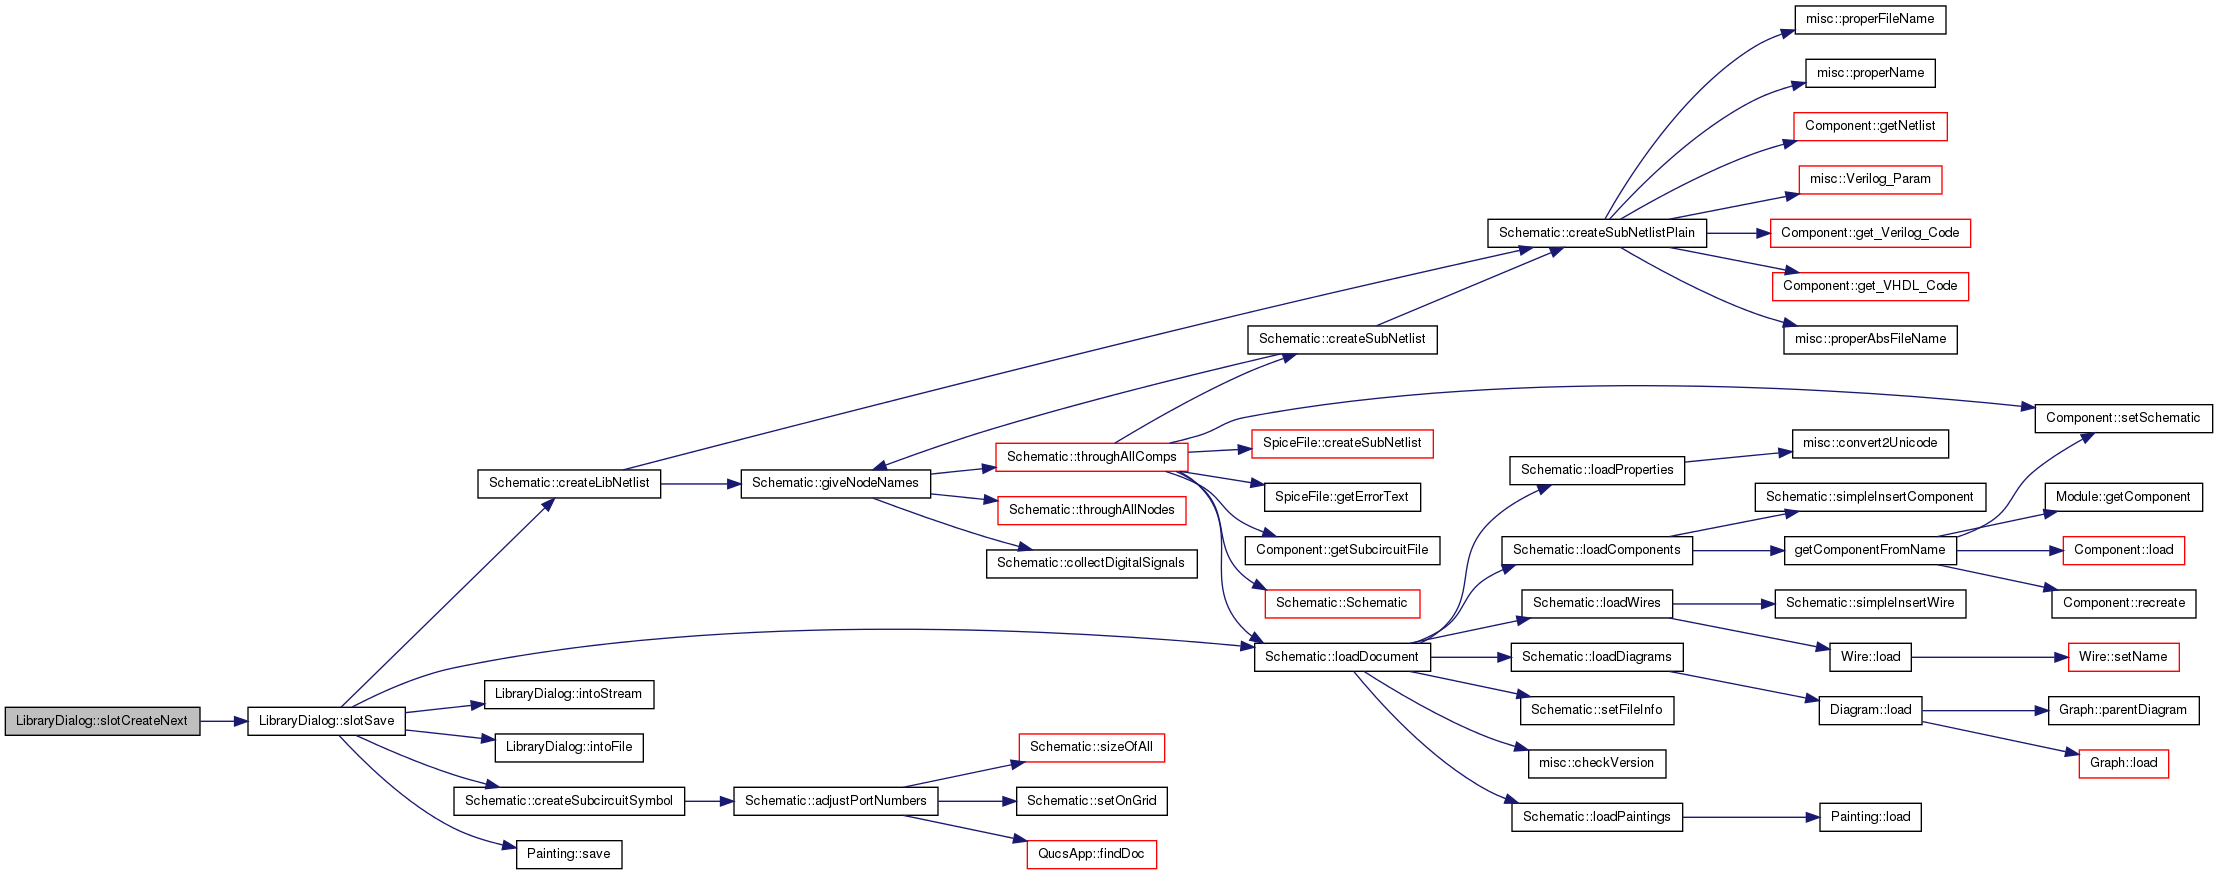 misc::properFileName
misc::properName
Component::getNetlist
misc::Verilog_Param
Schematic::createSubNetlistPlain
Component::get_Verilog_Code
Component::get_VHDL_Code
Schematic::createSubNetlist
misc::properAbsFileName
Component::setSchematic
SpiceFile::createSubNetlist
misc::convert2Unicode
Schematic::throughAllComps
Schematic::loadProperties
Schematic::createLibNetlist
Schematic::giveNodeNames
SpiceFile::getErrorText
Schematic::simpleInsertComponent
Module::getComponent
Schematic::throughAllNodes
Component::getSubcircuitFile
Schematic::loadComponents
getComponentFromName
Component::load
Schematic::collectDigitalSignals
Schematic::Schematic
Schematic::loadWires
Schematic::simpleInsertWire
Component::recreate
Schematic::loadDocument
Schematic::loadDiagrams
Wire::load
Wire::setName
LibraryDialog::intoStream
Schematic::setFileInfo
Diagram::load
Graph::parentDiagram
LibraryDialog::slotCreateNext
LibraryDialog::slotSave
LibraryDialog::intoFile
Schematic::sizeOfAll
misc::checkVersion
Graph::load
Schematic::createSubcircuitSymbol
Schematic::adjustPortNumbers
Schematic::setOnGrid
Schematic::loadPaintings
Painting::load
Painting::save
QucsApp::findDoc